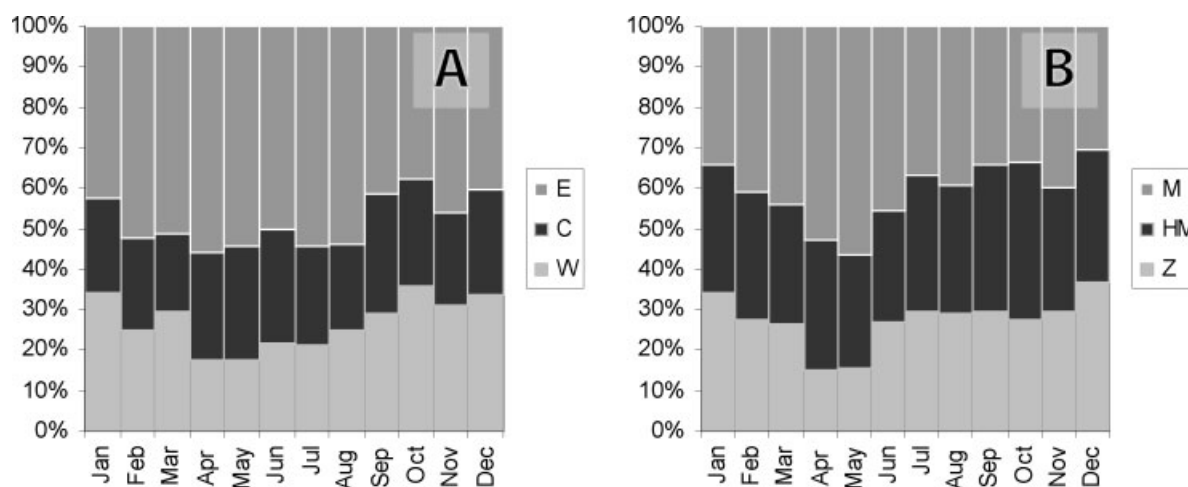 A
100%
90%
80%
70%
60%
50%
40%
30%
20%
10%
0%
Jan
Feb
Mar
Apr
May
Jun
Jul
Aug
Sep
Oct
Nov
Dec
E
C
W
B
100%
90%
80%
70%
60%
50%
40%
30%
20%
10%
0%
Jan
Feb
Mar
Apr
May
Jun
Jul
Aug
Sep
Oct
Nov
Dec
M
HM
Z